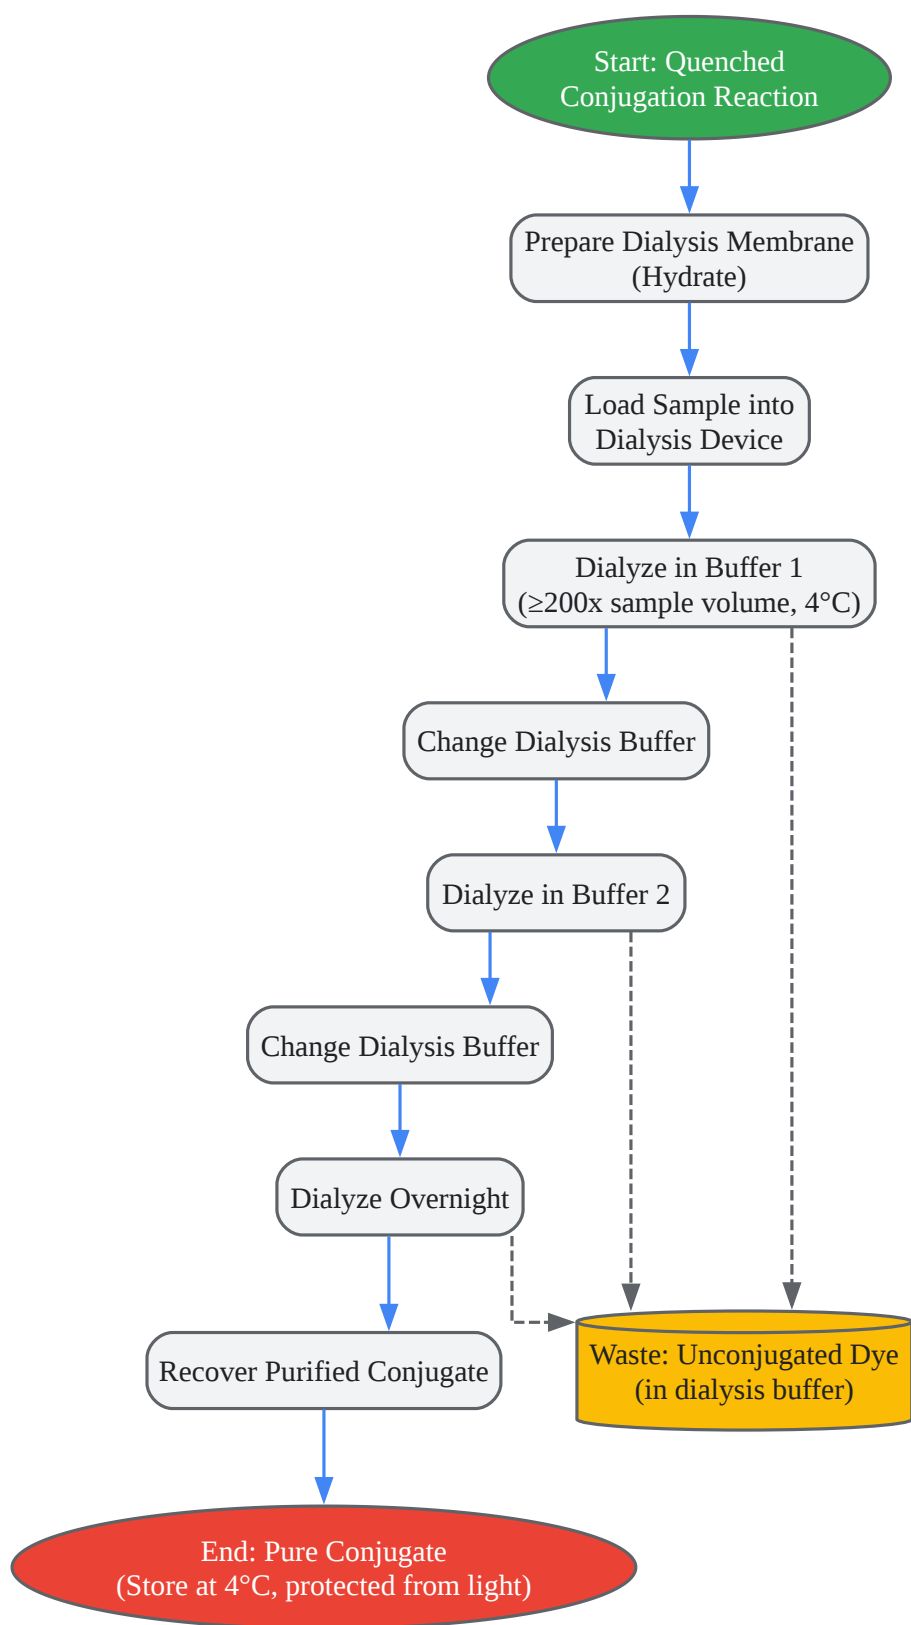 Start: Quenched
Conjugation Reaction
Prepare Dialysis Membrane
(Hydrate)
Load Sample into
Dialysis Device
Dialyze in Buffer 1
(≥200x sample volume, 4°C)
Change Dialysis Buffer
Dialyze in Buffer 2
Change Dialysis Buffer
Dialyze Overnight
Recover Purified Conjugate
Waste: Unconjugated Dye
(in dialysis buffer)
End: Pure Conjugate
(Store at 4°C, protected from light)